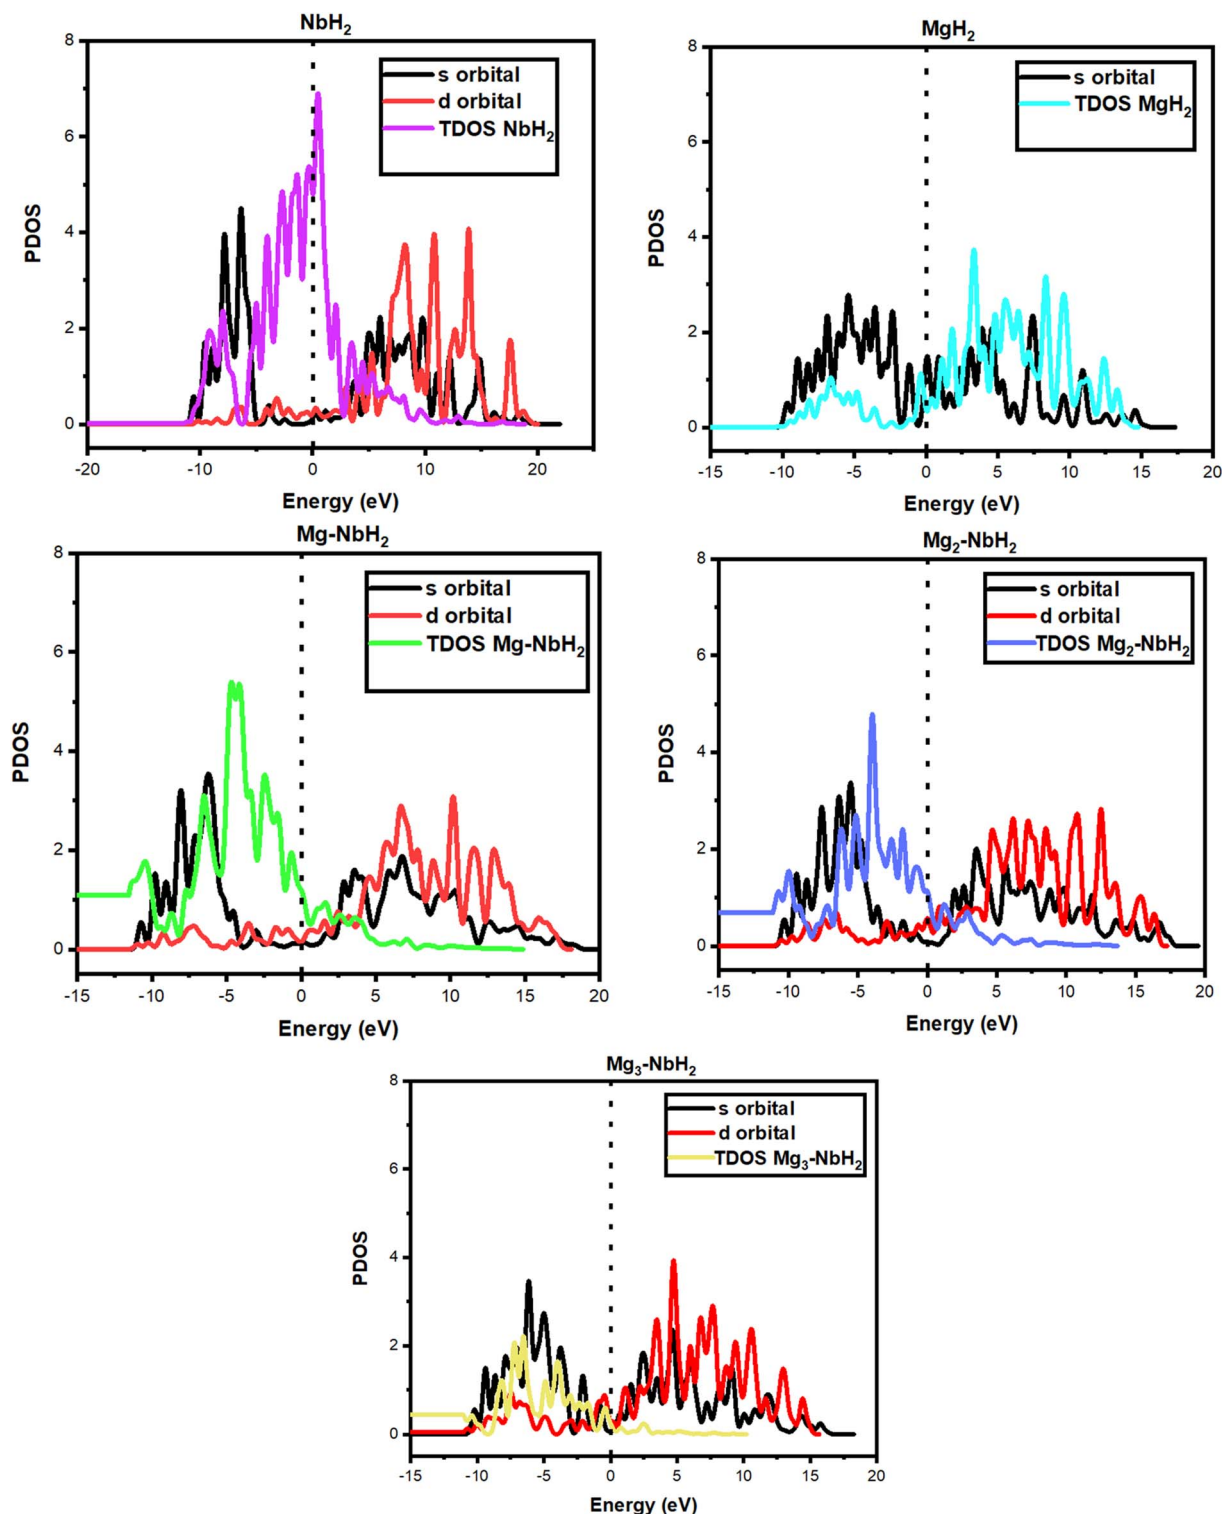 NbH₂
8
6
4
2
0
PDOS
s orbital
d orbital
TDOS NbH₂
-20 -10 0 10 20
Energy (eV)
MgH₂
8
6
4
2
0
PDOS
s orbital
TDOS MgH₂
-15 -10 -5 0 5 10 15 20
Energy (eV)
Mg-NbH₂
8
6
4
2
0
PDOS
s orbital
d orbital
TDOS Mg-NbH₂
-15 -10 -5 0 5 10 15 20
Energy (eV)
Mg₂-NbH₂
8
6
4
2
0
PDOS
s orbital
d orbital
TDOS Mg₂-NbH₂
-15 -10 -5 0 5 10 15 20
Energy (eV)
Mg₃-NbH₂
8
6
4
2
0
PDOS
s orbital
d orbital
TDOS Mg₃-NbH₂
-15 -10 -5 0 5 10 15 20
Energy (eV)